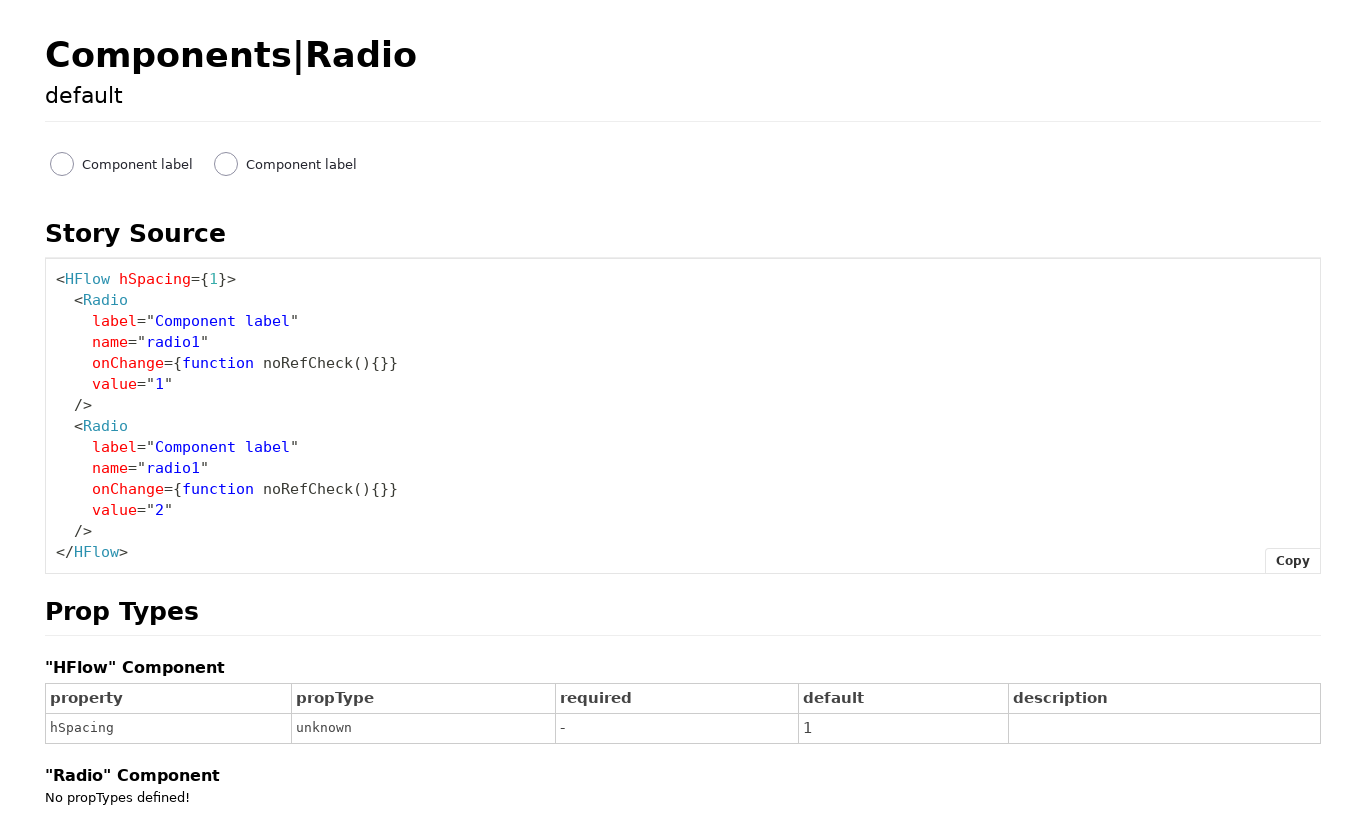 Components|Radio
default
Component label Component label
Story Source
<HFlow hSpacing={1}>
  <Radio
    label="Component label"
    name="radio1"
    onChange={function noRefCheck(){}}
    value="1"
  />
  <Radio
    label="Component label"
    name="radio1"
    onChange={function noRefCheck(){}}
    value="2"
  />
</HFlow>
Copy
Prop Types
"HFlow" Component
property propType required default description
hSpacing unknown - 1
"Radio" Component
No propTypes defined!